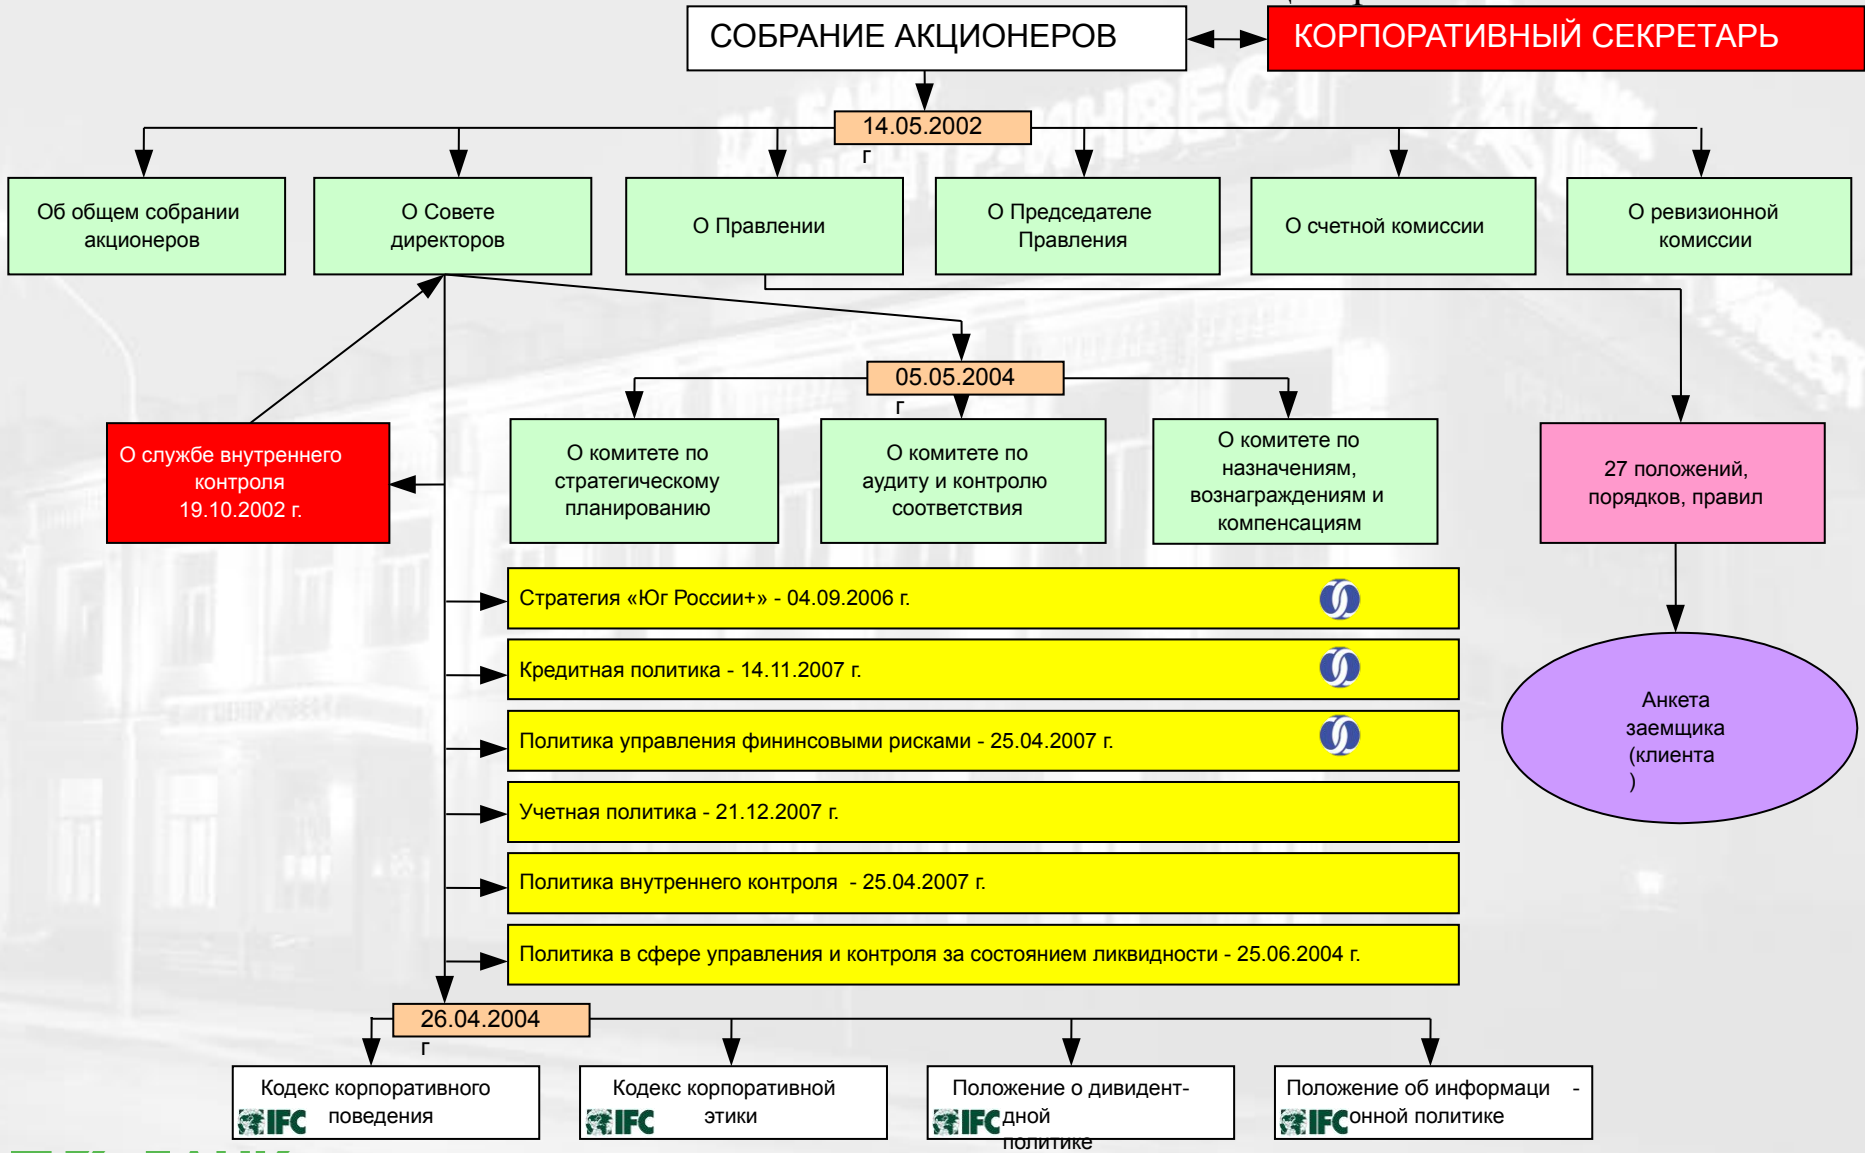 СОБРАНИЕ АКЦИОНЕРОВ
КОРПОРАТИВНЫЙ СЕКРЕТАРЬ
14.05.2002
г
Об общем собрании
акционеров
О Совете
директоров
О Правлении
О Председателе
Правления
О счетной комиссии
О ревизионной
комиссии
05.05.2004
г
О службе внутреннего
контроля
19.10.2002 г.
О комитете по
стратегическому
планированию
О комитете по
аудиту и контролю
соответствия
О комитете по
назначениям,
вознаграждениям и
компенсациям
27 положений,
порядков, правил
Стратегия «Юг России+» - 04.09.2006 г.
Кредитная политика - 14.11.2007 г.
Политика управления фининсовыми рисками - 25.04.2007 г.
Учетная политика - 21.12.2007 г.
Политика внутреннего контроля - 25.04.2007 г.
Политика в сфере управления и контроля за состоянием ликвидности - 25.06.2004 г.
Анкета
заемщика
(клиента
)
26.04.2004
г
Кодекс корпоративного
поведения
IFC
Кодекс корпоративной
этики
IFC
Положение о дивидент-
дной
политике
IFC
Положение об информаци -
онной политике
IFC